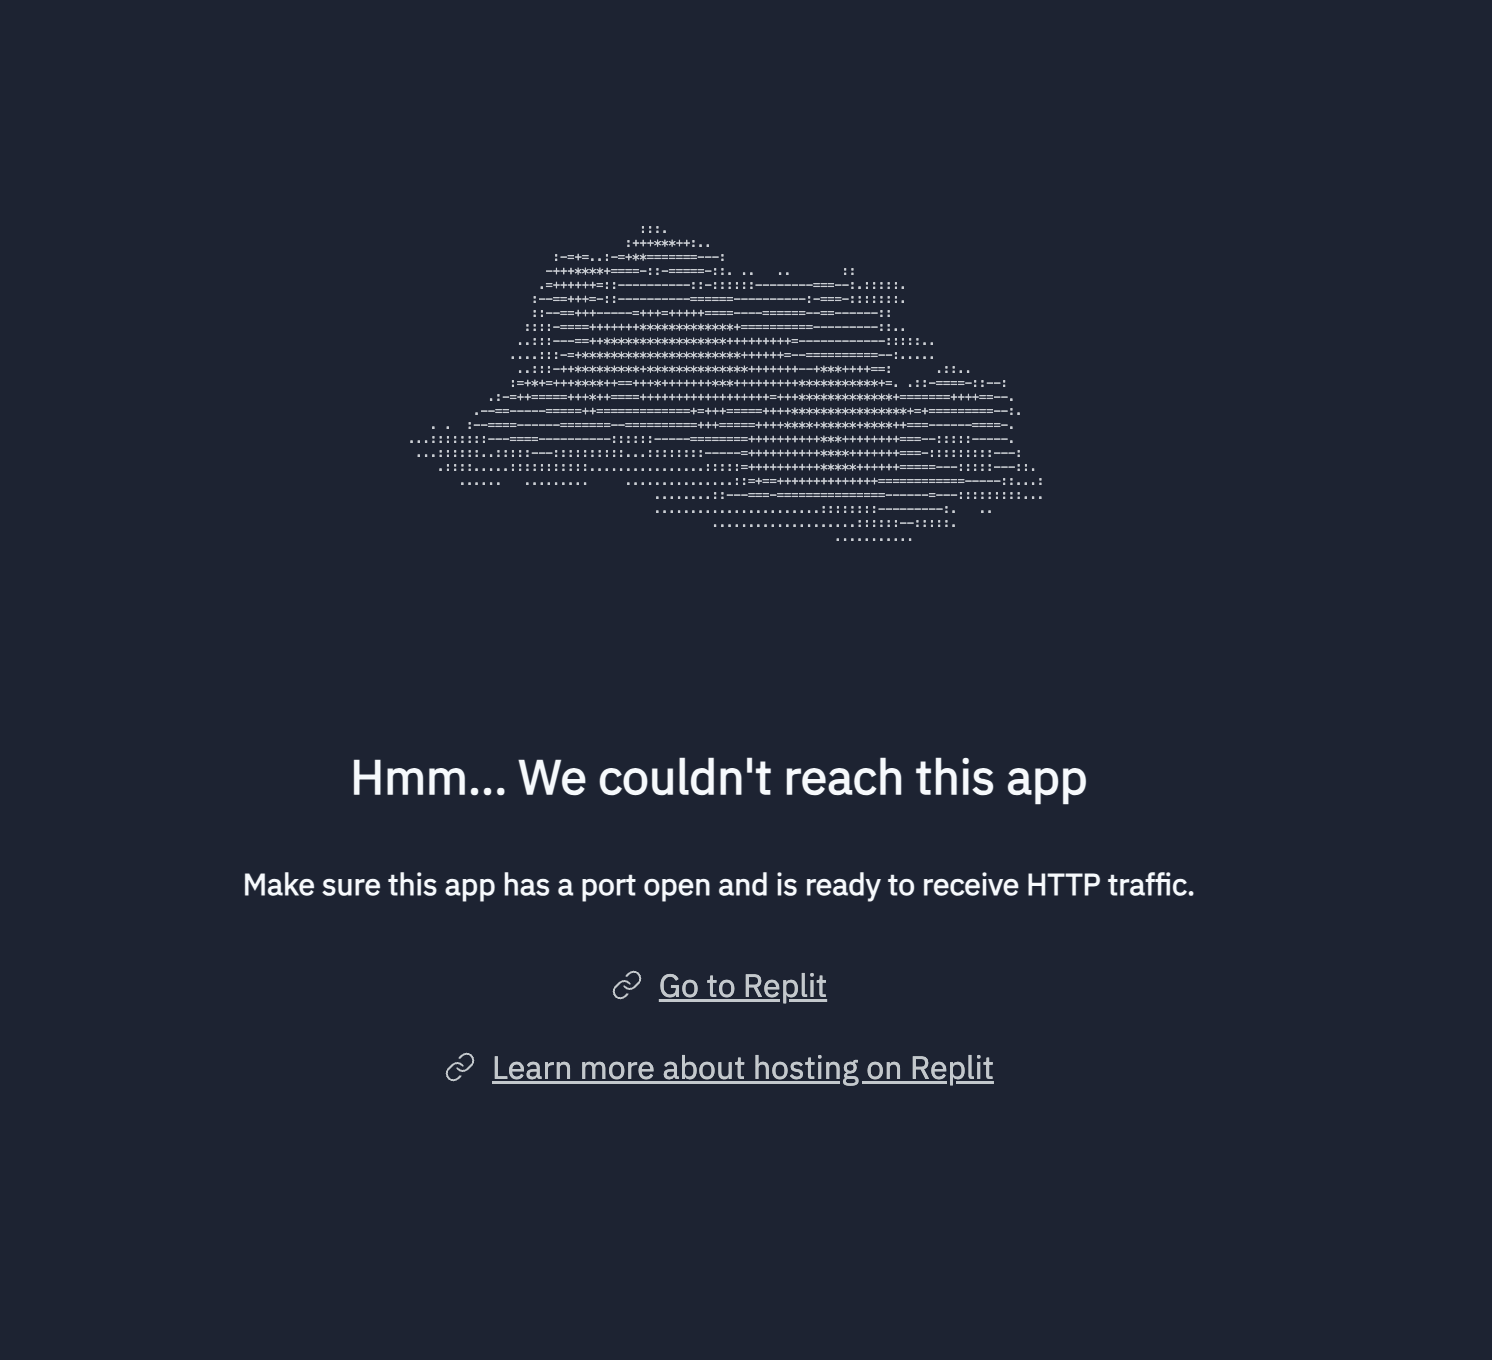 Hmm... We couldn't reach this app
Make sure this app has a port open and is ready to receive HTTP traffic.
Go to Replit
Learn more about hosting on Replit